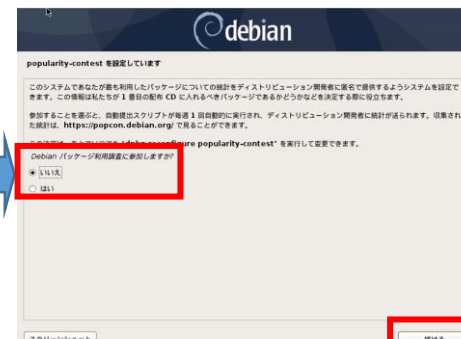 debian
popularity-contest を設定しています
このシステムであなたが最も利用したパッケージについての統計をディストリビューション開発者に匿名で提供するようシステムを設定で
きます。この情報は私たちが 1 番目の配布 CD に入れるべきパッケージであるかどうかなどを決定する際に役立ちます。
参加することを選ぶと、自動提出スクリプトが毎週 1 回自動的に実行され、ディストリビューション開発者に統計が送られます。収集され
た統計は、https://popcon.debian.org/ で見ることができます。
configure popularity-contest" を実行して変更できます。
Debian パッケージ利用調査に参加しますか?
いいえ
はい